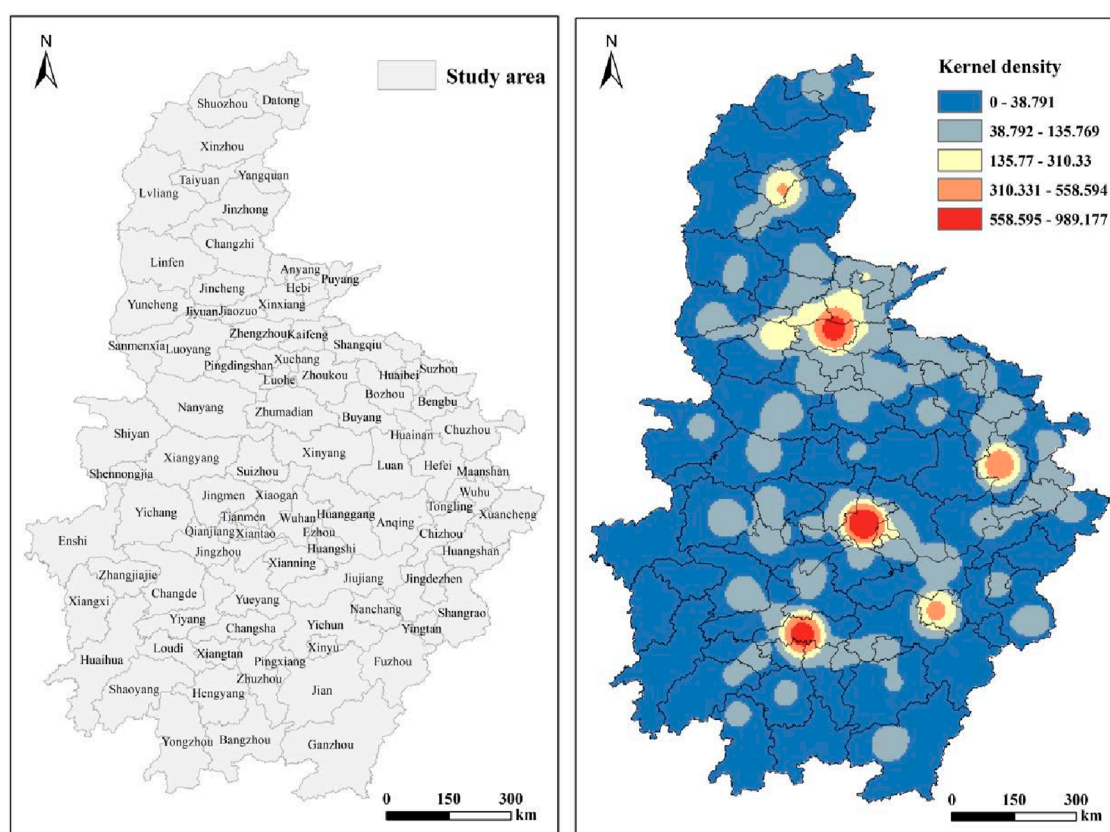 N
Study area
Shuozhou
Datong
Xinzhou
Taiyuan
Yangquan
Lvliang
Jinzhong
Changzhi
Linfen
Anyang
Puyang
Hebi
Jincheng
Yuncheng
Jiyuan
Jiaozuo
Xinxiang
Sanmenxia
Luoyang
Zhengzhou
Kaifeng
Shangqiu
Pingdingshan
Xuchang
Luohe
Zhoukou
Huaibei
Suzhou
Bozhou
Bengbu
Nanyang
Zhumadian
Buyang
Shiyan
Huainan
Chuzhou
Xiangyang
Xinyang
Shennongjia
Suizhou
Luan
Hefei
Maanshan
Jingmen
Xiaogan
Wuhu
Yichang
Tianmen
Wuhan
Huanggang
Anqing
Tongling
Xuancheng
Qianjiang
Xiantao
Ezhou
Chizhou
Enshi
Jingzhou
Huangshi
Huangshan
Xianning
Zhangjiajie
Jiujiang
Jingdezhen
Xiangxi
Changde
Yueyang
Nanchang
Shangrao
Yiyang
Changsha
Yichun
Yingtan
Loudi
Xiangtan
Xinyu
Huaihua
Pingxiang
Fuzhou
Zhuzhou
Shaoyang
Hengyang
Jian
Yongzhou
Bangzhou
Ganzhou
0 150 300
km
N
Kernel density
0 - 38.791
38.792 - 135.769
135.77 - 310.33
310.331 - 558.594
558.595 - 989.177
0 150 300
km